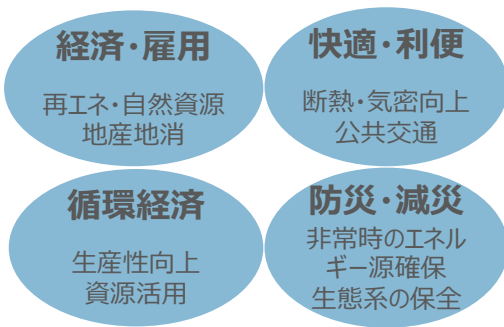 経済・雇用
再エネ・自然資源
地産地消
快適・利便
断熱・気密向上
公共交通
循環経済
生産性向上
資源活用
防災・減災
非常時のエネル
ギー源確保
生態系の保全